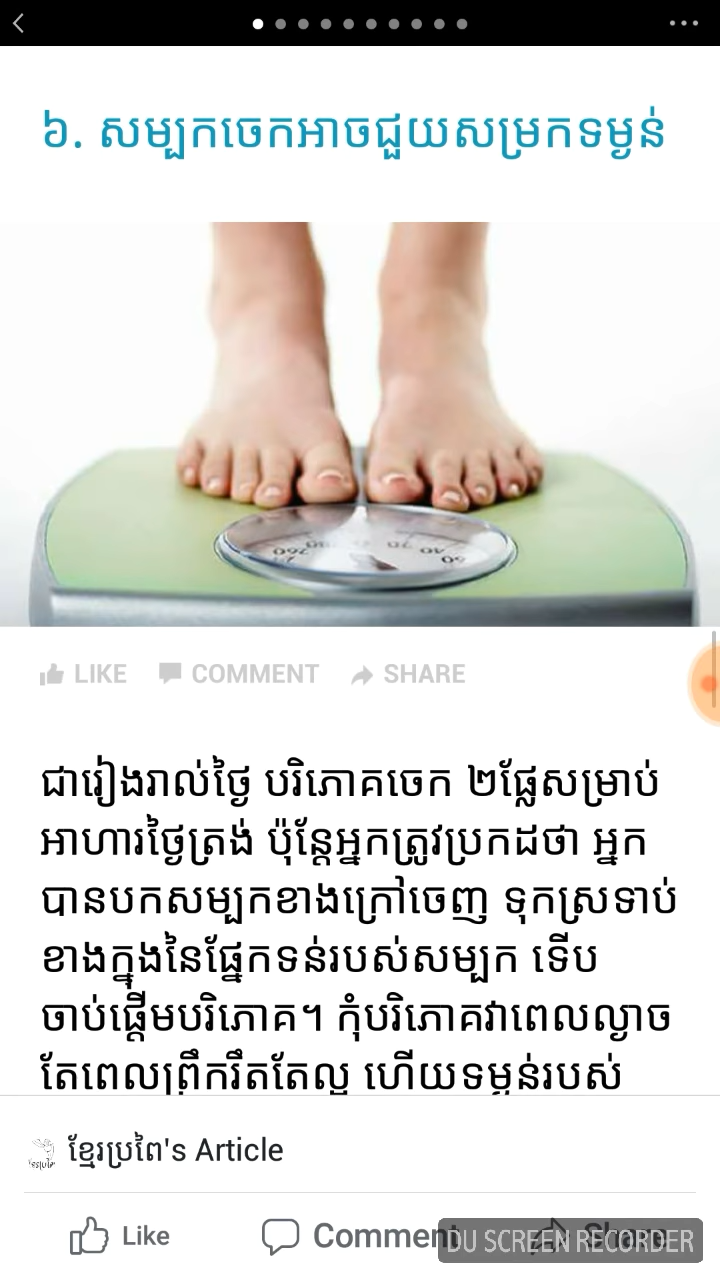 ៦. សម្បកចេកអាចជួយសម្រកទម្ងន់
LIKE COMMENT SHARE
ជារៀងរាល់ថ្ងៃ បរិភោគចេក ២ផ្លែសម្រាប់
អាហារថ្ងៃត្រង់ ប៉ុន្តែអ្នកត្រូវប្រកដថា អ្នក
បានបកសម្បកខាងក្រៅចេញ ទុកស្រទាប់
ខាងក្នុងនៃផ្នែកទន់របស់សម្បក ទើប
ចាប់ផ្តើមបរិភោគ។ កុំបរិភោគវាពេលល្ងាច
តែពេលព្រឹករឹតតែល្អ ហើយទម្ងន់របស់
ខ្មែរប្រពៃ's Article
Like Comment Share
DU SCREEN RECORDER